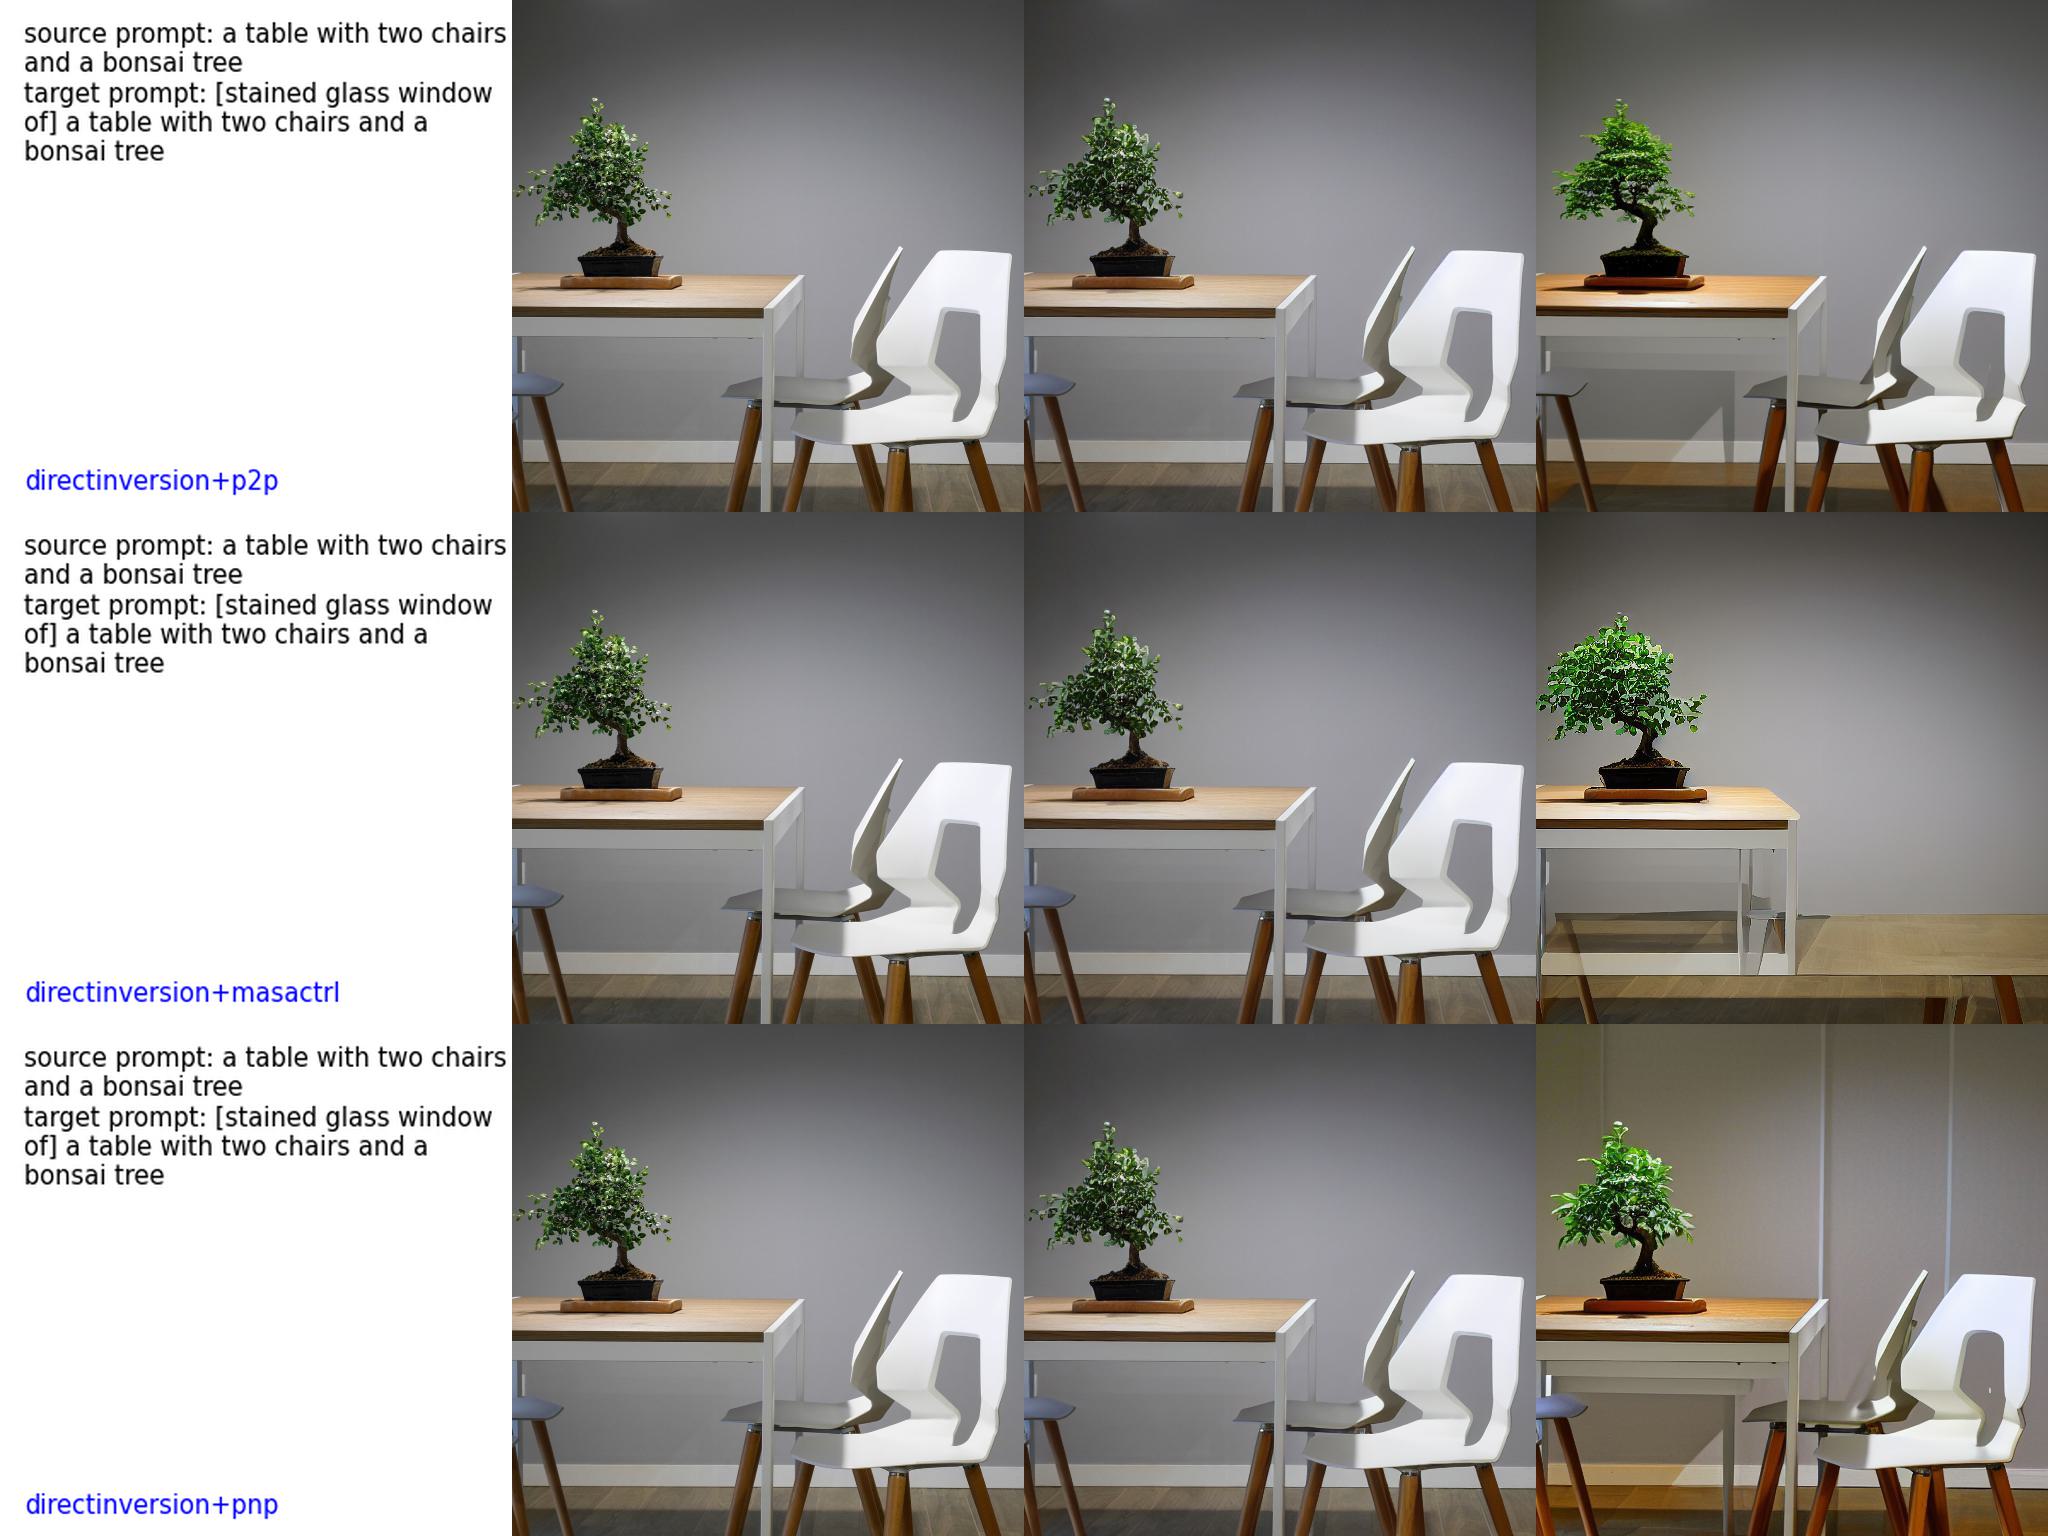 source prompt: a table with two chairs
and a bonsai tree
target prompt: [stained glass window
of] a table with two chairs and a
bonsai tree
directinversion+p2p
source prompt: a table with two chairs
and a bonsai tree
target prompt: [stained glass window
of] a table with two chairs and a
bonsai tree
directinversion+masactrl
source prompt: a table with two chairs
and a bonsai tree
target prompt: [stained glass window
of] a table with two chairs and a
bonsai tree
directinversion+pnp